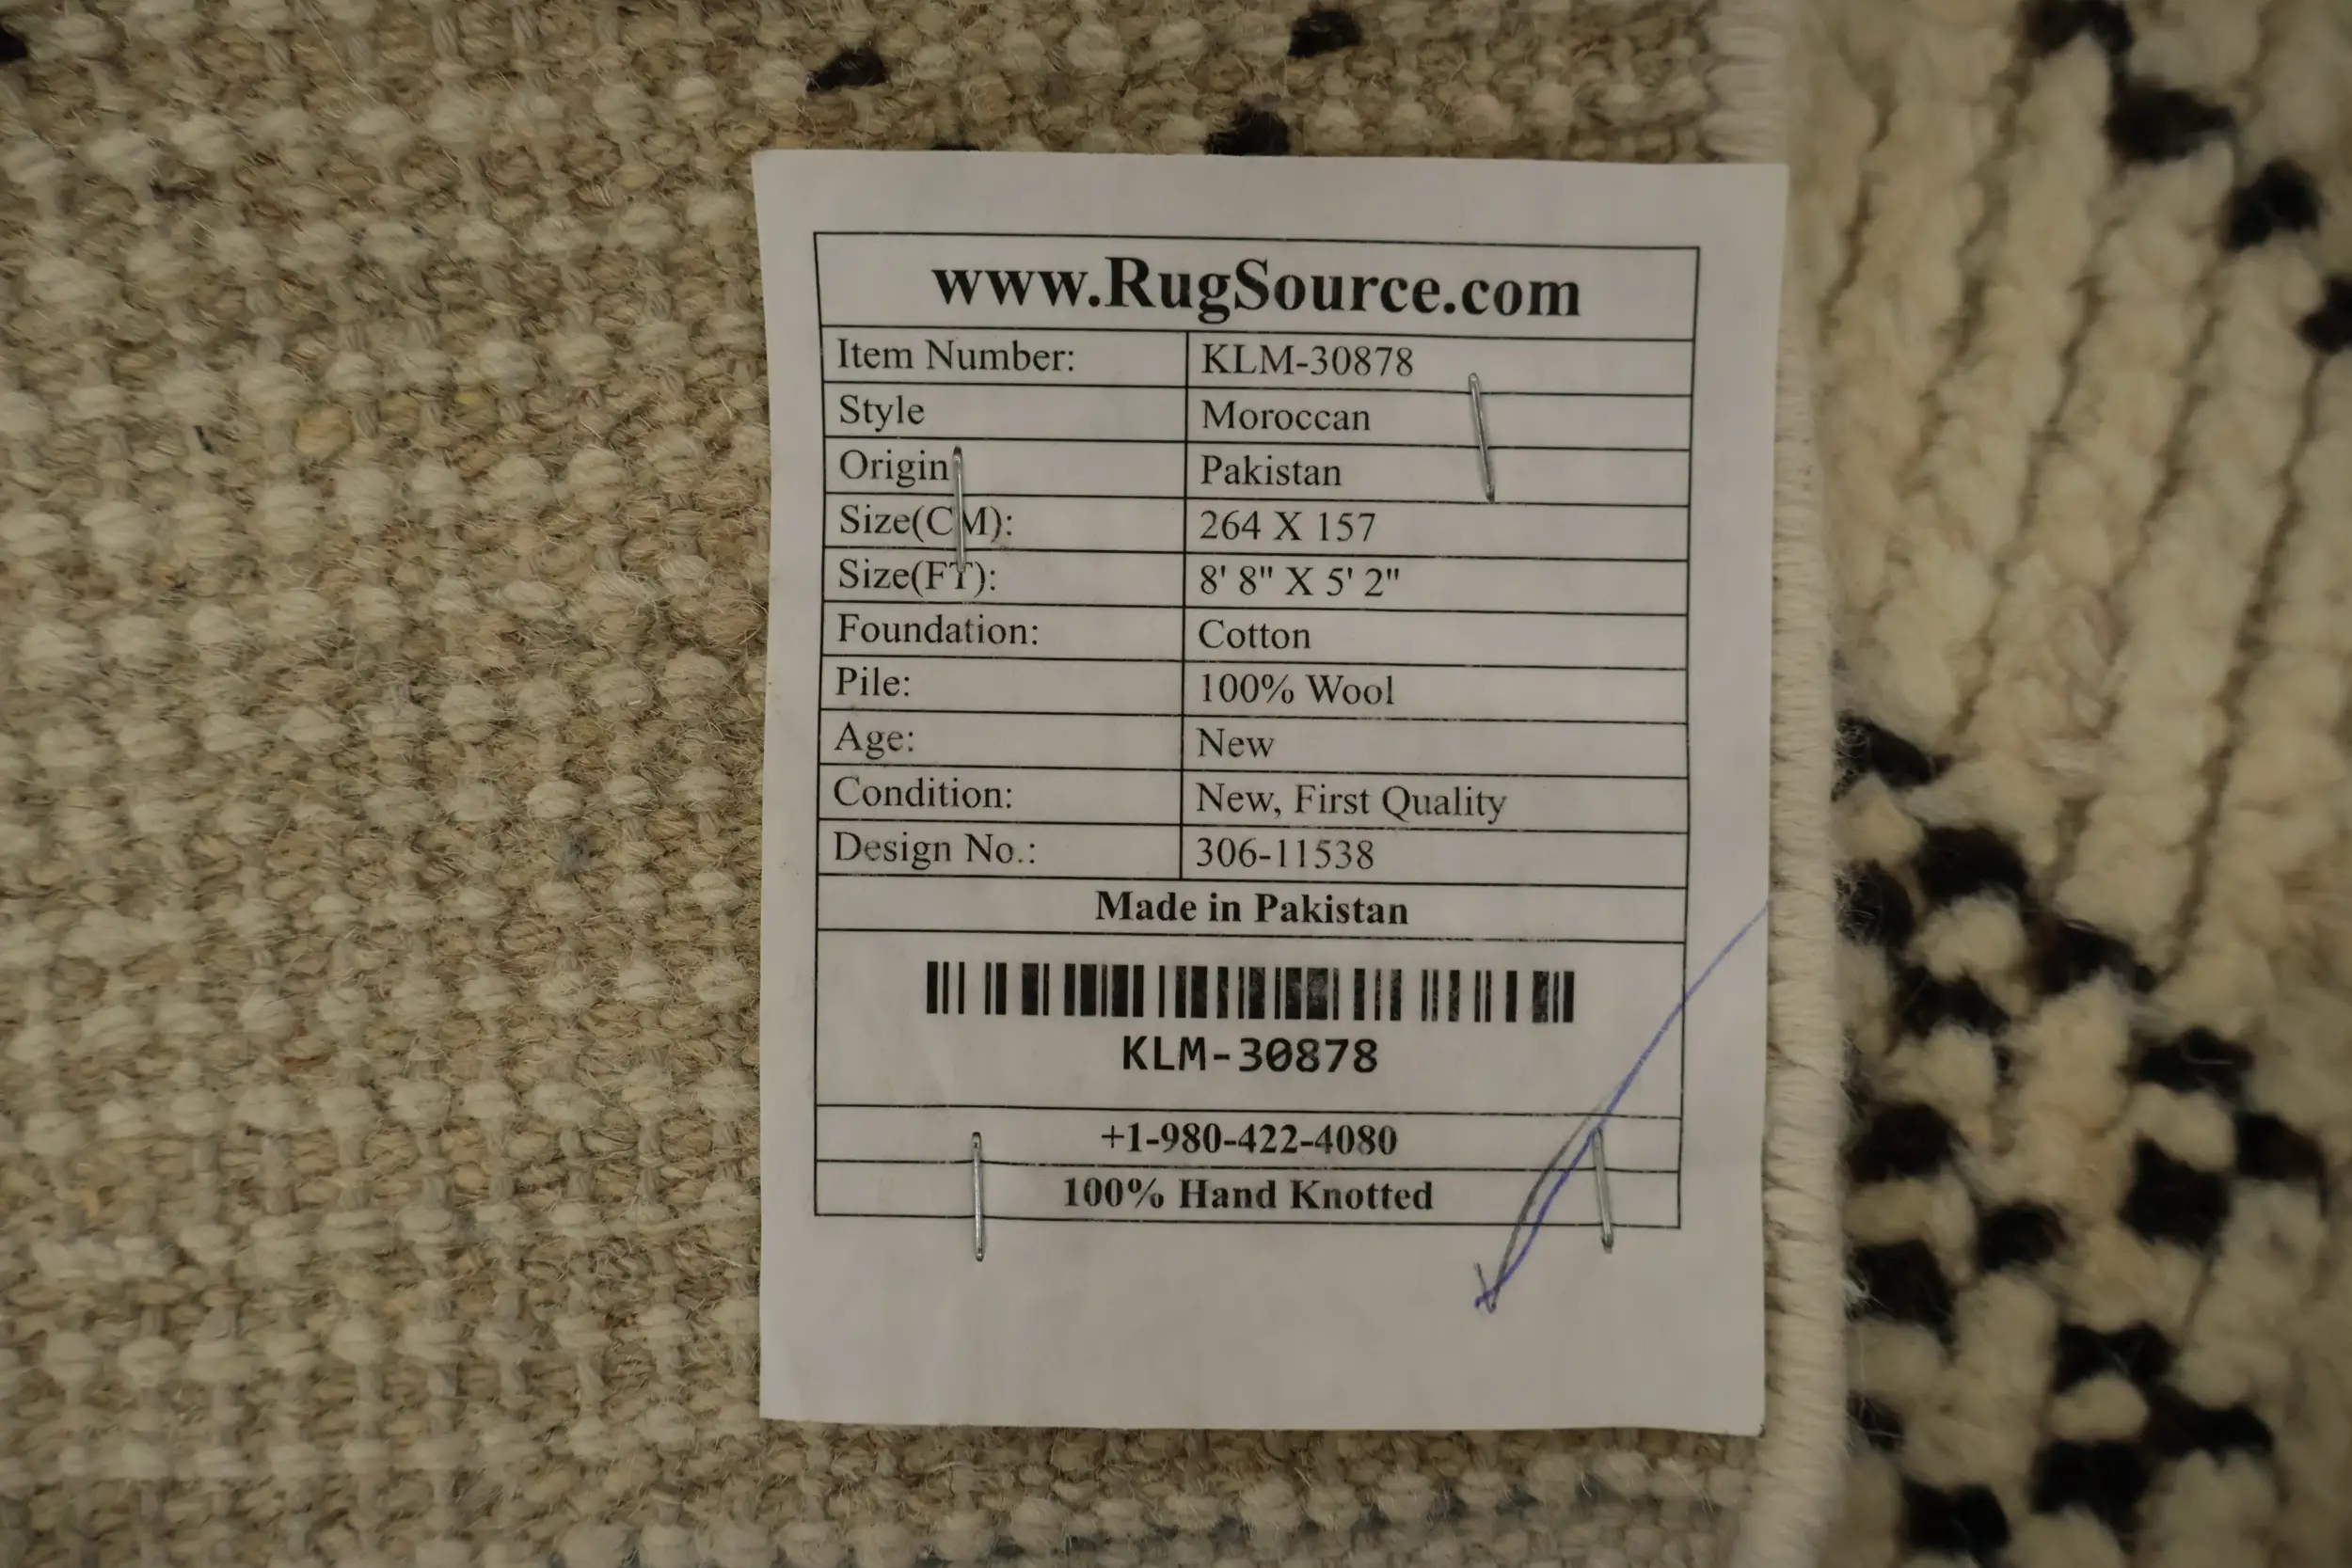 www.RugSource.com
Item Number: KLM-30878
Style Moroccan
Origin Pakistan
Size(CM): 264 X 157
Size(FT): 8' 8" X 5' 2"
Foundation: Cotton
Pile: 100% Wool
Age: New
Condition: New, First Quality
Design No.: 306-11538
Made in Pakistan
KLM-30878
+1-980-422-4080
100% Hand Knotted